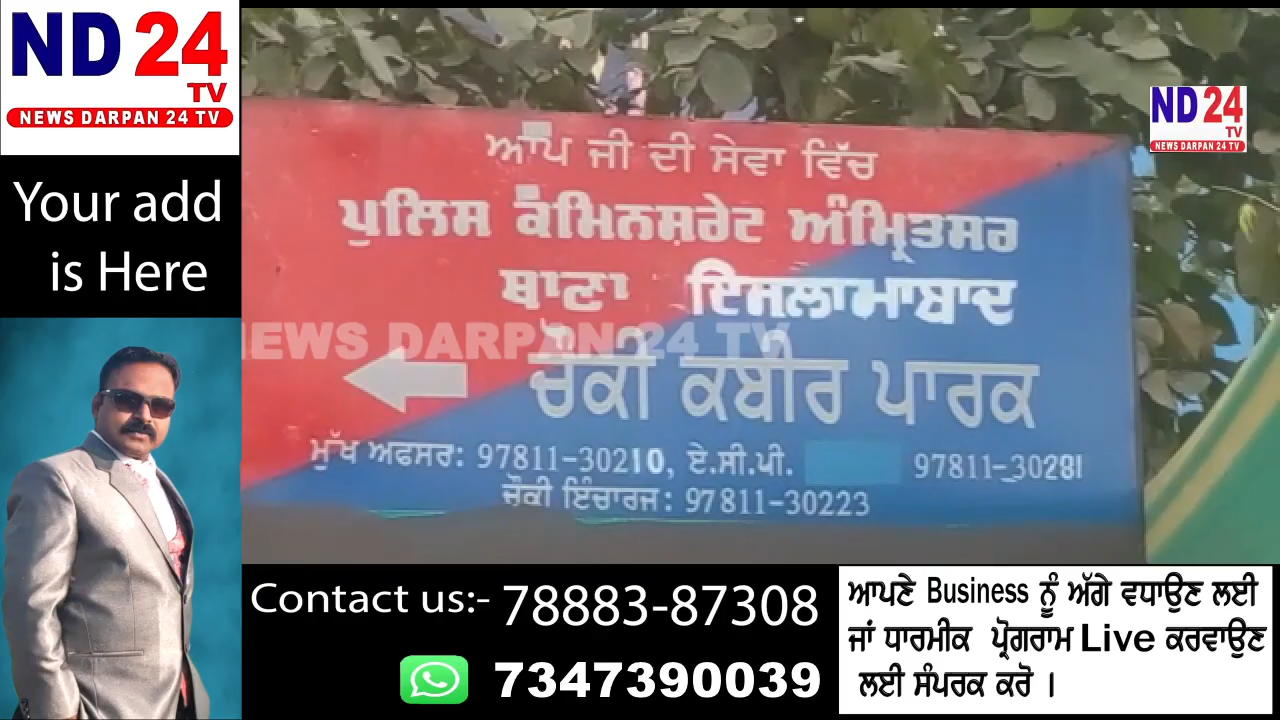 ND 24
TV
NEWS DARPAN 24 TV
Your add
is Here
ND 24
TV
NEWS DARPAN 24 TV
ਆਪ ਜੀ ਦੀ ਸੇਵਾ ਵਿੱਚ
ਪੁਲਿਸ ਕਮਿਨਸ਼ਰੇਟ ਅੰਮ੍ਰਿਤਸਰ
ਥਾਣਾ ਇਸਲਾਮਾਬਾਦ
NEWS DARPAN 24 TV
ਚੌਕੀ ਕਬੀਰ ਪਾਰਕ
ਮੁੱਖ ਅਫਸਰ: 97811-30210, ਏ.ਸੀ.ਪੀ. 97811-30281
ਚੌਕੀ ਇੰਚਾਰਜ: 97811-30223
Contact us:- 78883-87308
7347390039
ਆਪਣੇ Business ਨੂੰ ਅੱਗੇ ਵਧਾਉਣ ਲਈ
ਜਾਂ ਧਾਰਮੀਕ ਪ੍ਰੋਗਰਾਮ Live ਕਰਵਾਉਣ
ਲਈ ਸੰਪਰਕ ਕਰੋ ।